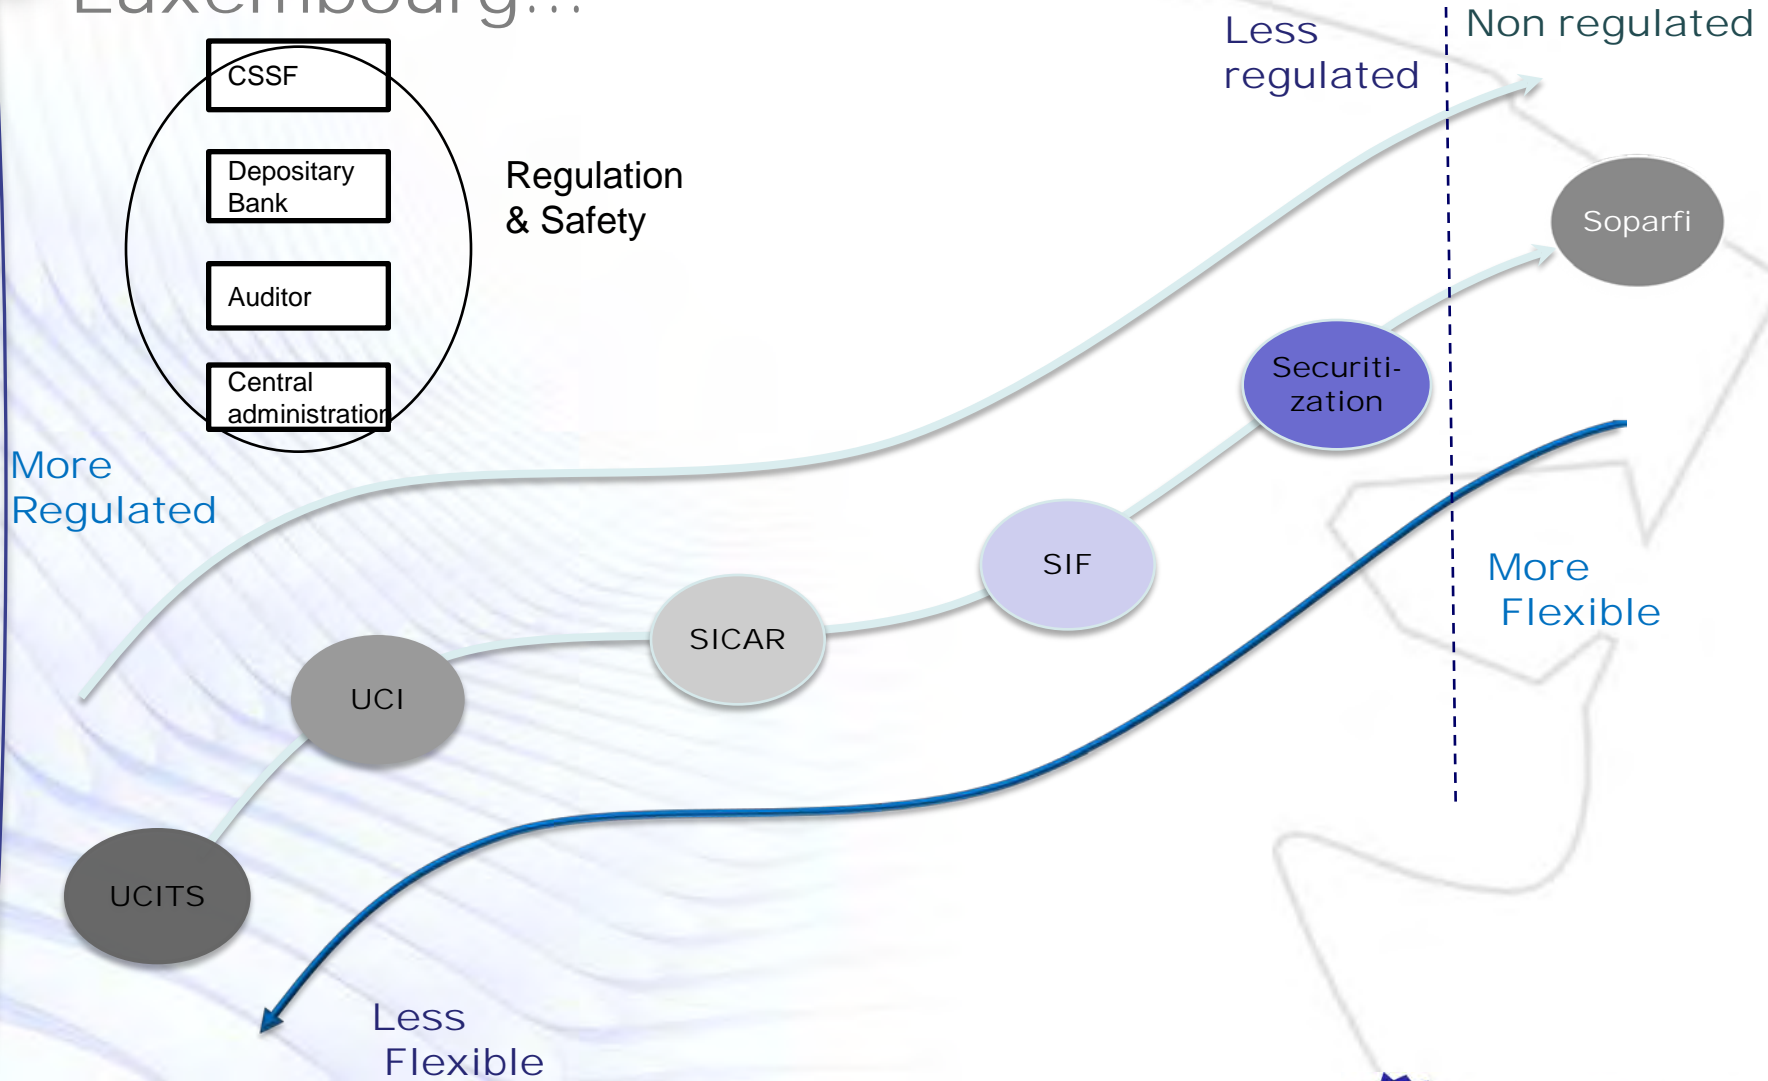 Luxembourg...
CSSF
Depositary
Bank
Auditor
Central
administration
Regulation
& Safety
Less
regulated
Non regulated
More
Regulated
Soparfi
Securiti-
zation
SIF
SICAR
UCI
UCITS
More
Flexible
Less
Flexible